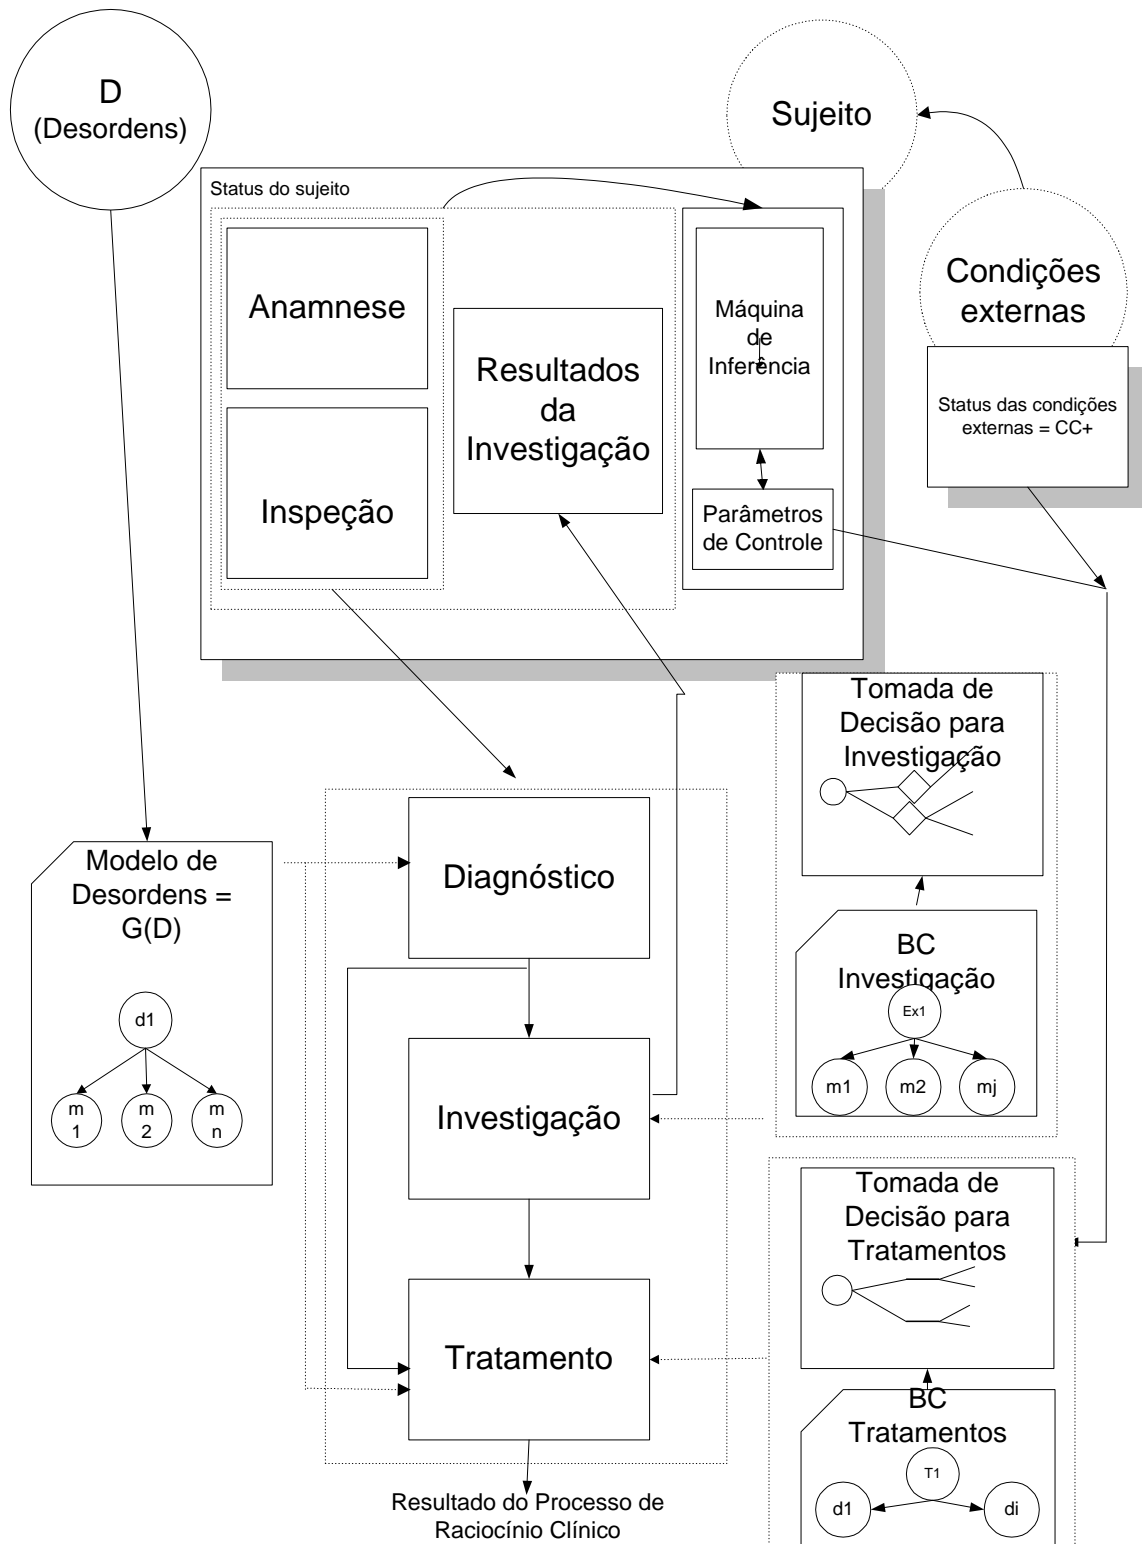 D
(Desordens)
Sujeito
Status do sujeito
Anamnese
Inspeção
Resultados
da
Investigação
Máquina
de
Inferência
Parâmetros
de Controle
Condições
externas
Status das condições
externas = CC+
Tomada de
Decisão para
Investigação
BC
Investigação
Ex1
m1
m2
mj
Modelo de
Desordens =
G(D)
d1
m
1
m
2
m
n
Diagnóstico
Investigação
Tratamento
Tomada de
Decisão para
Tratamentos
BC
Tratamentos
T1
d1
di
Resultado do Processo de
Raciocínio Clínico